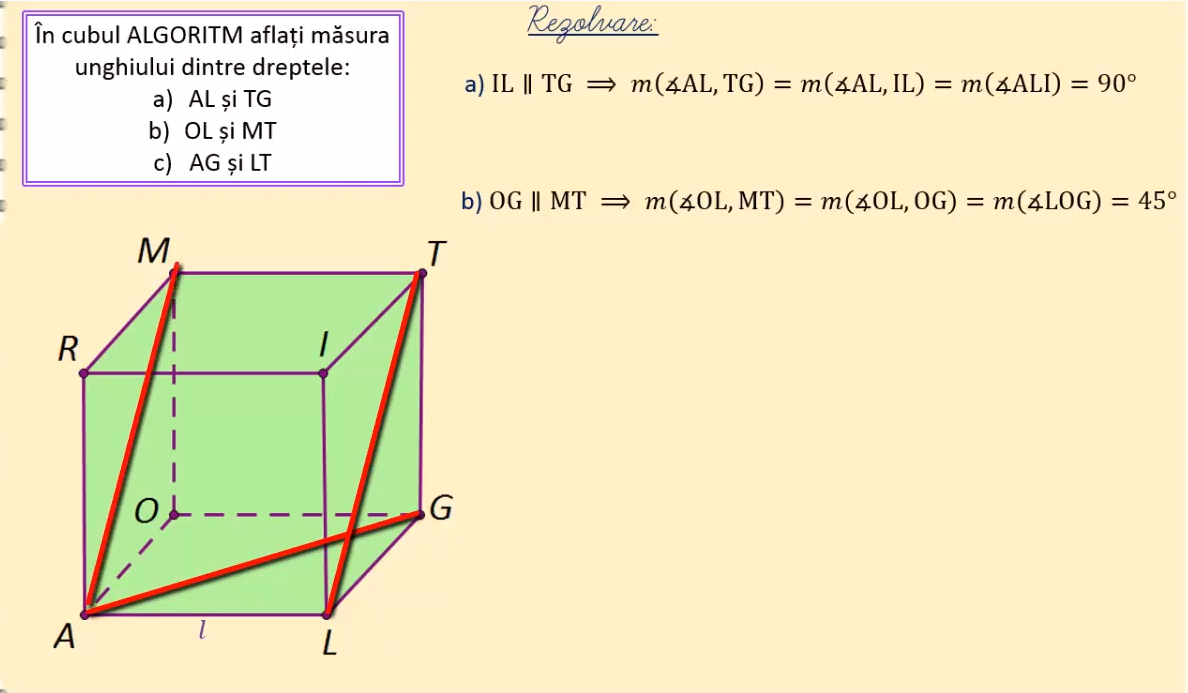 În cubul ALGORITM aflați măsura
unghiului dintre dreptele:
a) AL și TG
b) OL și MT
c) AG și LT
Rezolvare:
a) IL ∥ TG ⟹ m(∡AL, TG) = m(∡AL, IL) = m(∡ALI) = 90°
b) OG ∥ MT ⟹ m(∡OL, MT) = m(∡OL, OG) = m(∡LOG) = 45°
M
T
R
I
O
G
A
l
L